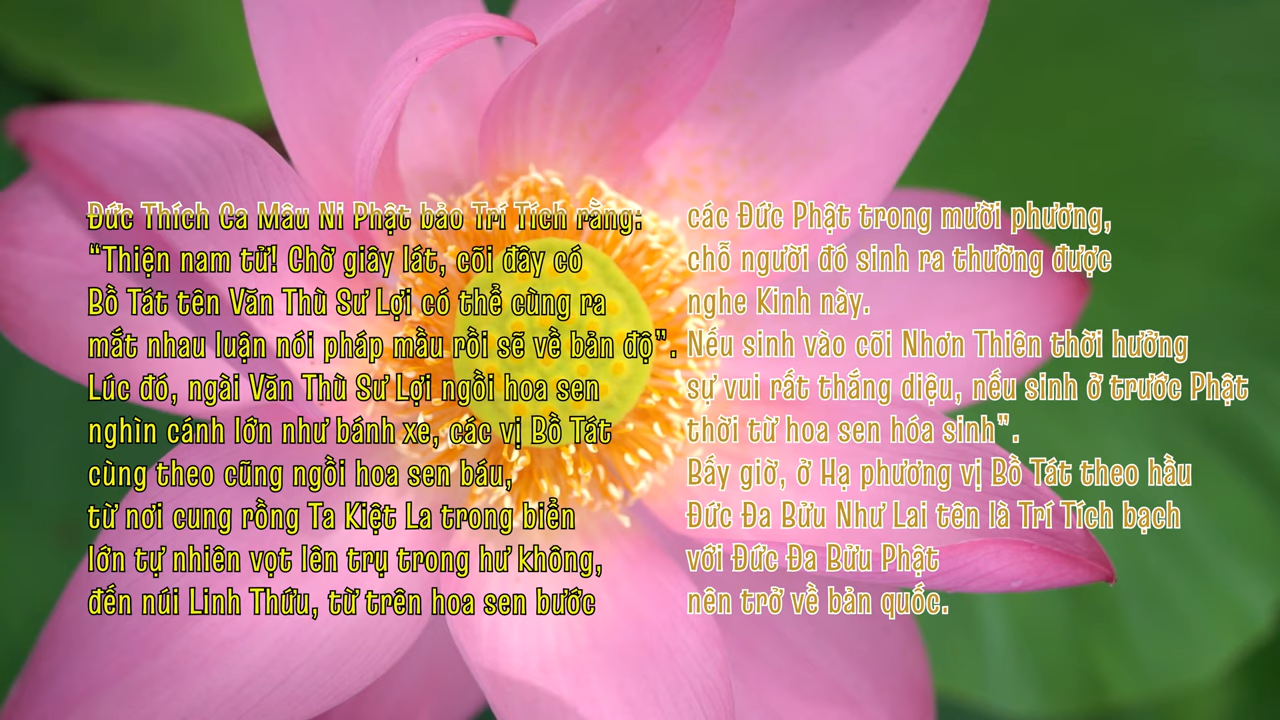 Đức Thích Ca Mâu Ni Phật bảo Trí Tích rằng:
“Thiện nam tử! Chờ giây lát, cõi đây có
Bồ Tát tên Văn Thù Sư Lợi có thể cùng ra
mắt nhau luận nói pháp mầu rồi sẽ về bản độ”.
Lúc đó, ngài Văn Thù Sư Lợi ngồi hoa sen
nghìn cánh lớn như bánh xe, các vị Bồ Tát
cùng theo cũng ngồi hoa sen báu,
từ nơi cung rồng Ta Kiệt La trong biển
lớn tự nhiên vọt lên trụ trong hư không,
đến núi Linh Thứu, từ trên hoa sen bước
các Đức Phật trong mười phương,
chỗ người đó sinh ra thường được
nghe Kinh này.
Nếu sinh vào cõi Nhơn Thiên thời hưởng
sự vui rất thắng diệu, nếu sinh ở trước Phật
thời từ hoa sen hóa sinh”.
Bấy giờ, ở Hạ phương vị Bồ Tát theo hầu
Đức Đa Bửu Như Lai tên là Trí Tích bạch
với Đức Đa Bửu Phật
nên trở về bản quốc.